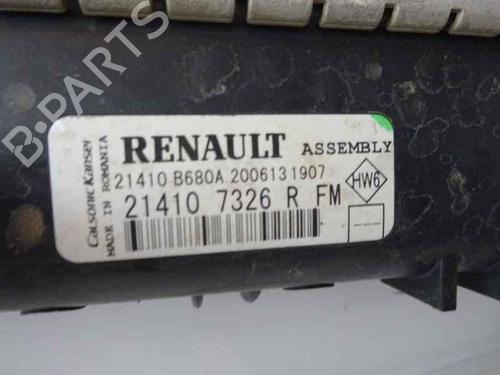 B-PARTS
RENAULT ASSEMBLY
21410 B680A 2006131907
21410 7326 R FM
HW6
---
Calsonic Kansei
MADE IN ROMANIA